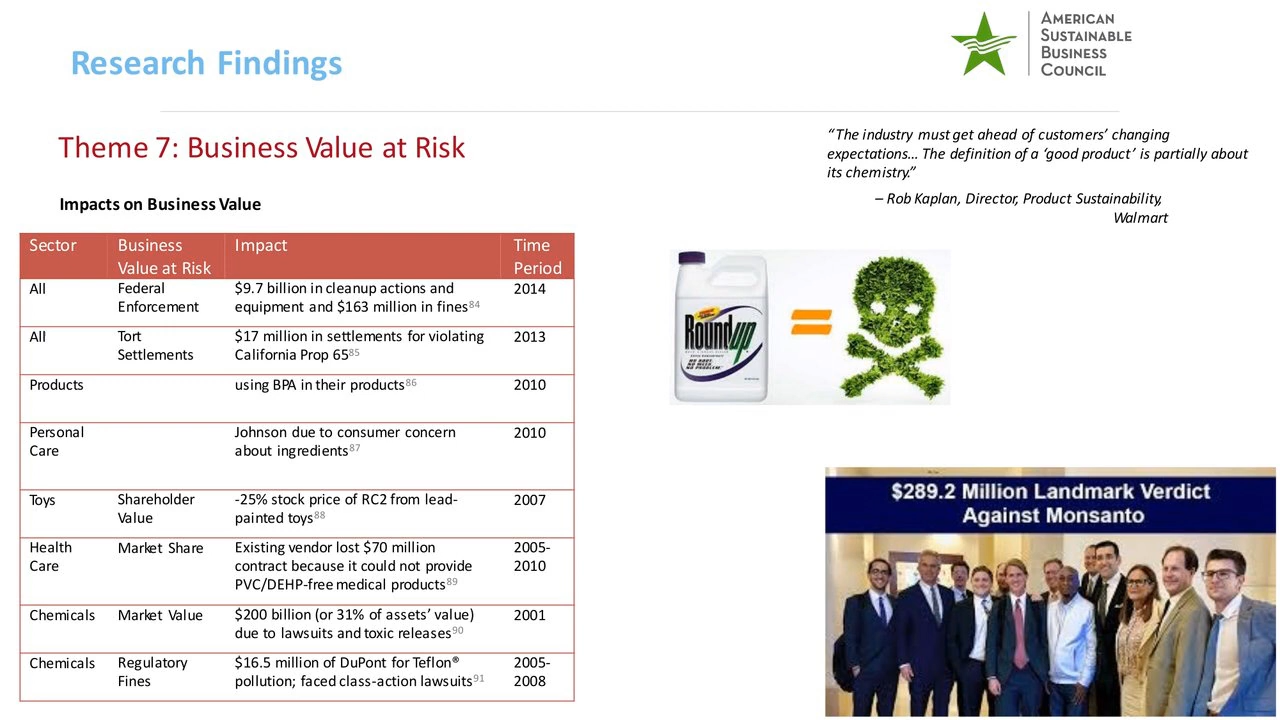 Research Findings
AMERICAN
SUSTAINABLE
BUSINESS
COUNCIL
Theme 7: Business Value at Risk
“The industry must get ahead of customers’ changing
expectations… The definition of a ‘good product’ is partially about
its chemistry.”
– Rob Kaplan, Director, Product Sustainability,
Walmart
Impacts on Business Value
Sector
Business
Value at Risk
Impact
Time
Period
All
Federal
Enforcement
$9.7 billion in cleanup actions and
equipment and $163 million in fines84
2014
All
Tort
Settlements
$17 million in settlements for violating
California Prop 6585
2013
Products
using BPA in their products86
2010
Personal
Care
Johnson due to consumer concern
about ingredients87
2010
Toys
Shareholder
Value
-25% stock price of RC2 from lead-
painted toys88
2007
Health
Care
Market Share
Existing vendor lost $70 million
contract because it could not provide
PVC/DEHP-free medical products89
2005-
2010
Chemicals
Market Value
$200 billion (or 31% of assets’ value)
due to lawsuits and toxic releases90
2001
Chemicals
Regulatory
Fines
$16.5 million of DuPont for Teflon®
pollution; faced class-action lawsuits91
2005-
2008
Roundup
NO ROOTS.
NO WEEDS.
NO PROBLEM.
=
$289.2 Million Landmark Verdict
Against Monsanto